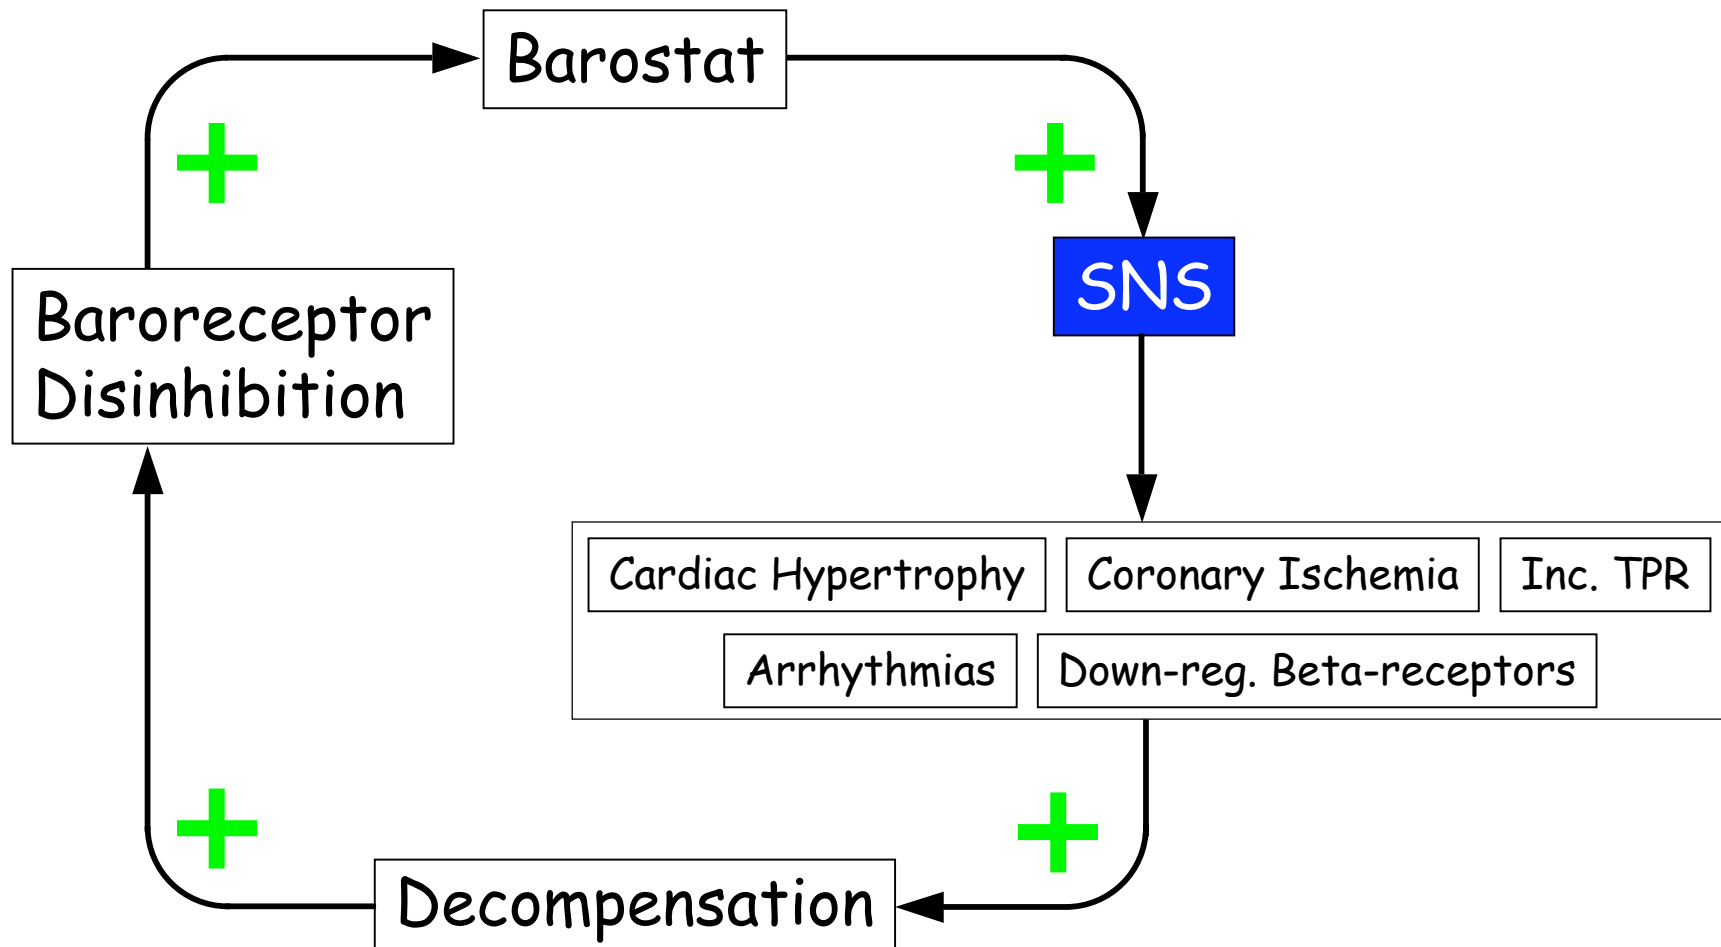 Barostat
SNS
Baroreceptor
Disinhibition
Cardiac Hypertrophy
Coronary Ischemia
Inc. TPR
Arrhythmias
Down-reg. Beta-receptors
Decompensation